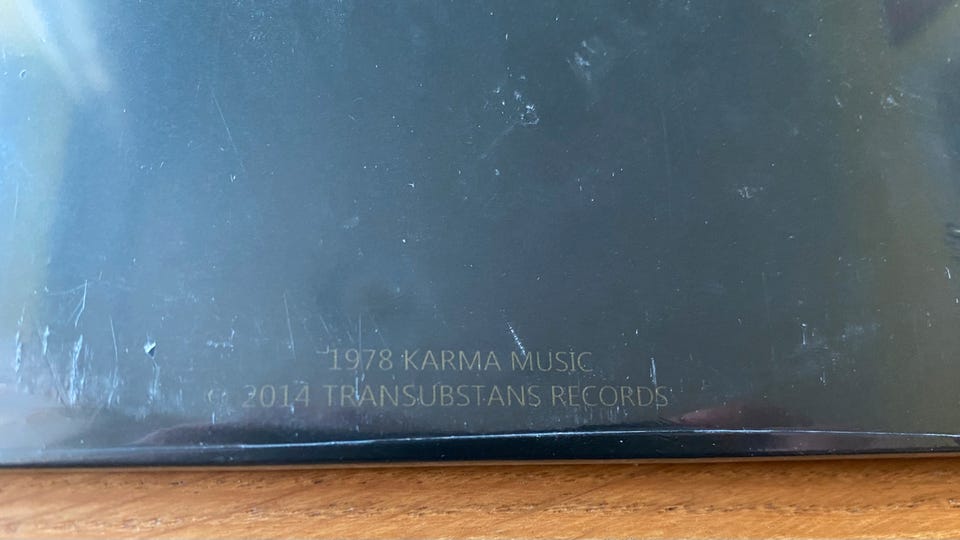 1978 KARMA MUSIC
© 2014 TRANSUBSTANS RECORDS